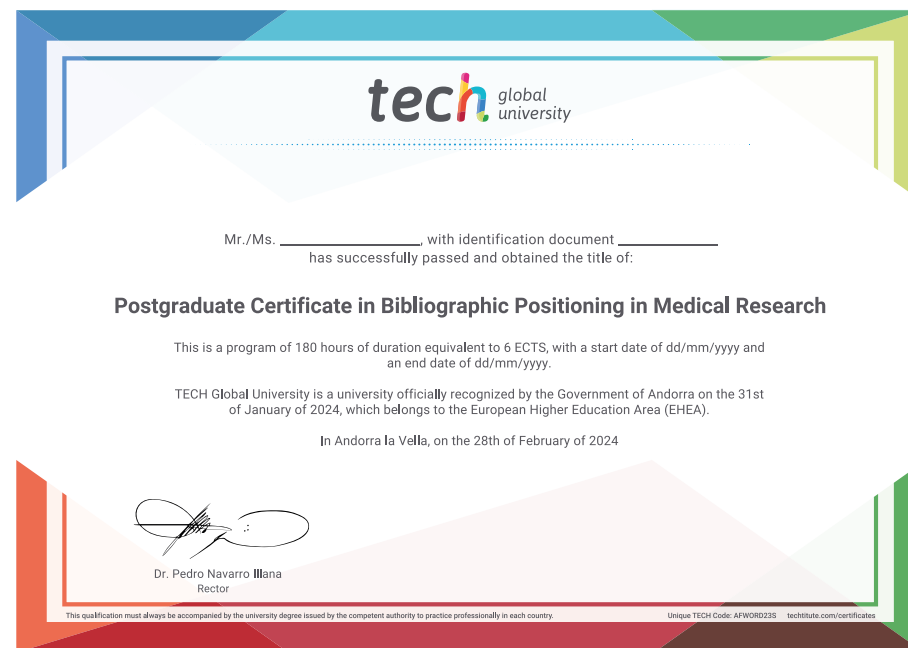 tech global university
Mr./Ms. ____________________, with identification document ______________
has successfully passed and obtained the title of:
Postgraduate Certificate in Bibliographic Positioning in Medical Research
This is a program of 180 hours of duration equivalent to 6 ECTS, with a start date of dd/mm/yyyy and
an end date of dd/mm/yyyy.
TECH Global University is a university officially recognized by the Government of Andorra on the 31st
of January of 2024, which belongs to the European Higher Education Area (EHEA).
In Andorra la Vella, on the 28th of February of 2024
Dr. Pedro Navarro Illana
Rector
This qualification must always be accompanied by the university degree issued by the competent authority to practice professionally in each country. Unique TECH Code: AFWORD23S techtitute.com/certificates